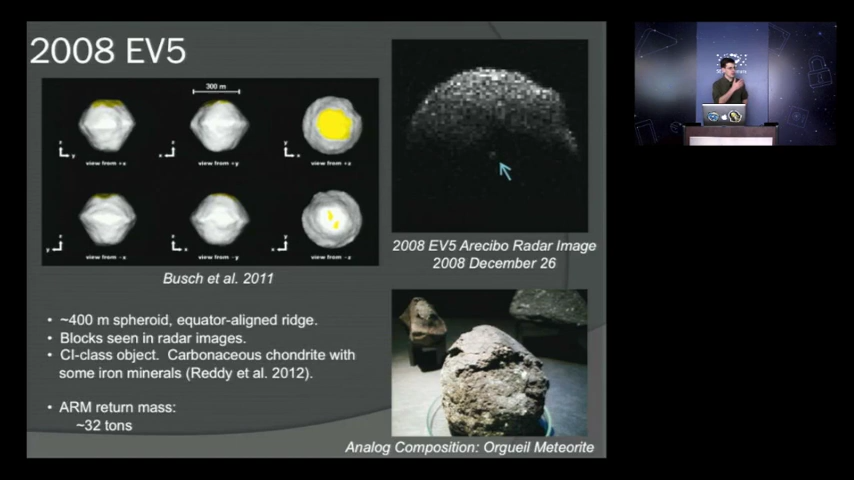 2008 EV5
300 m
view from +x
view from +y
view from +z
view from -x
view from -y
view from -z
Busch et al. 2011
2008 EV5 Arecibo Radar Image
2008 December 26
• ~400 m spheroid, equator-aligned ridge.
• Blocks seen in radar images.
• CI-class object. Carbonaceous chondrite with
some iron minerals (Reddy et al. 2012).
• ARM return mass:
~32 tons
Analog Composition: Orgueil Meteorite